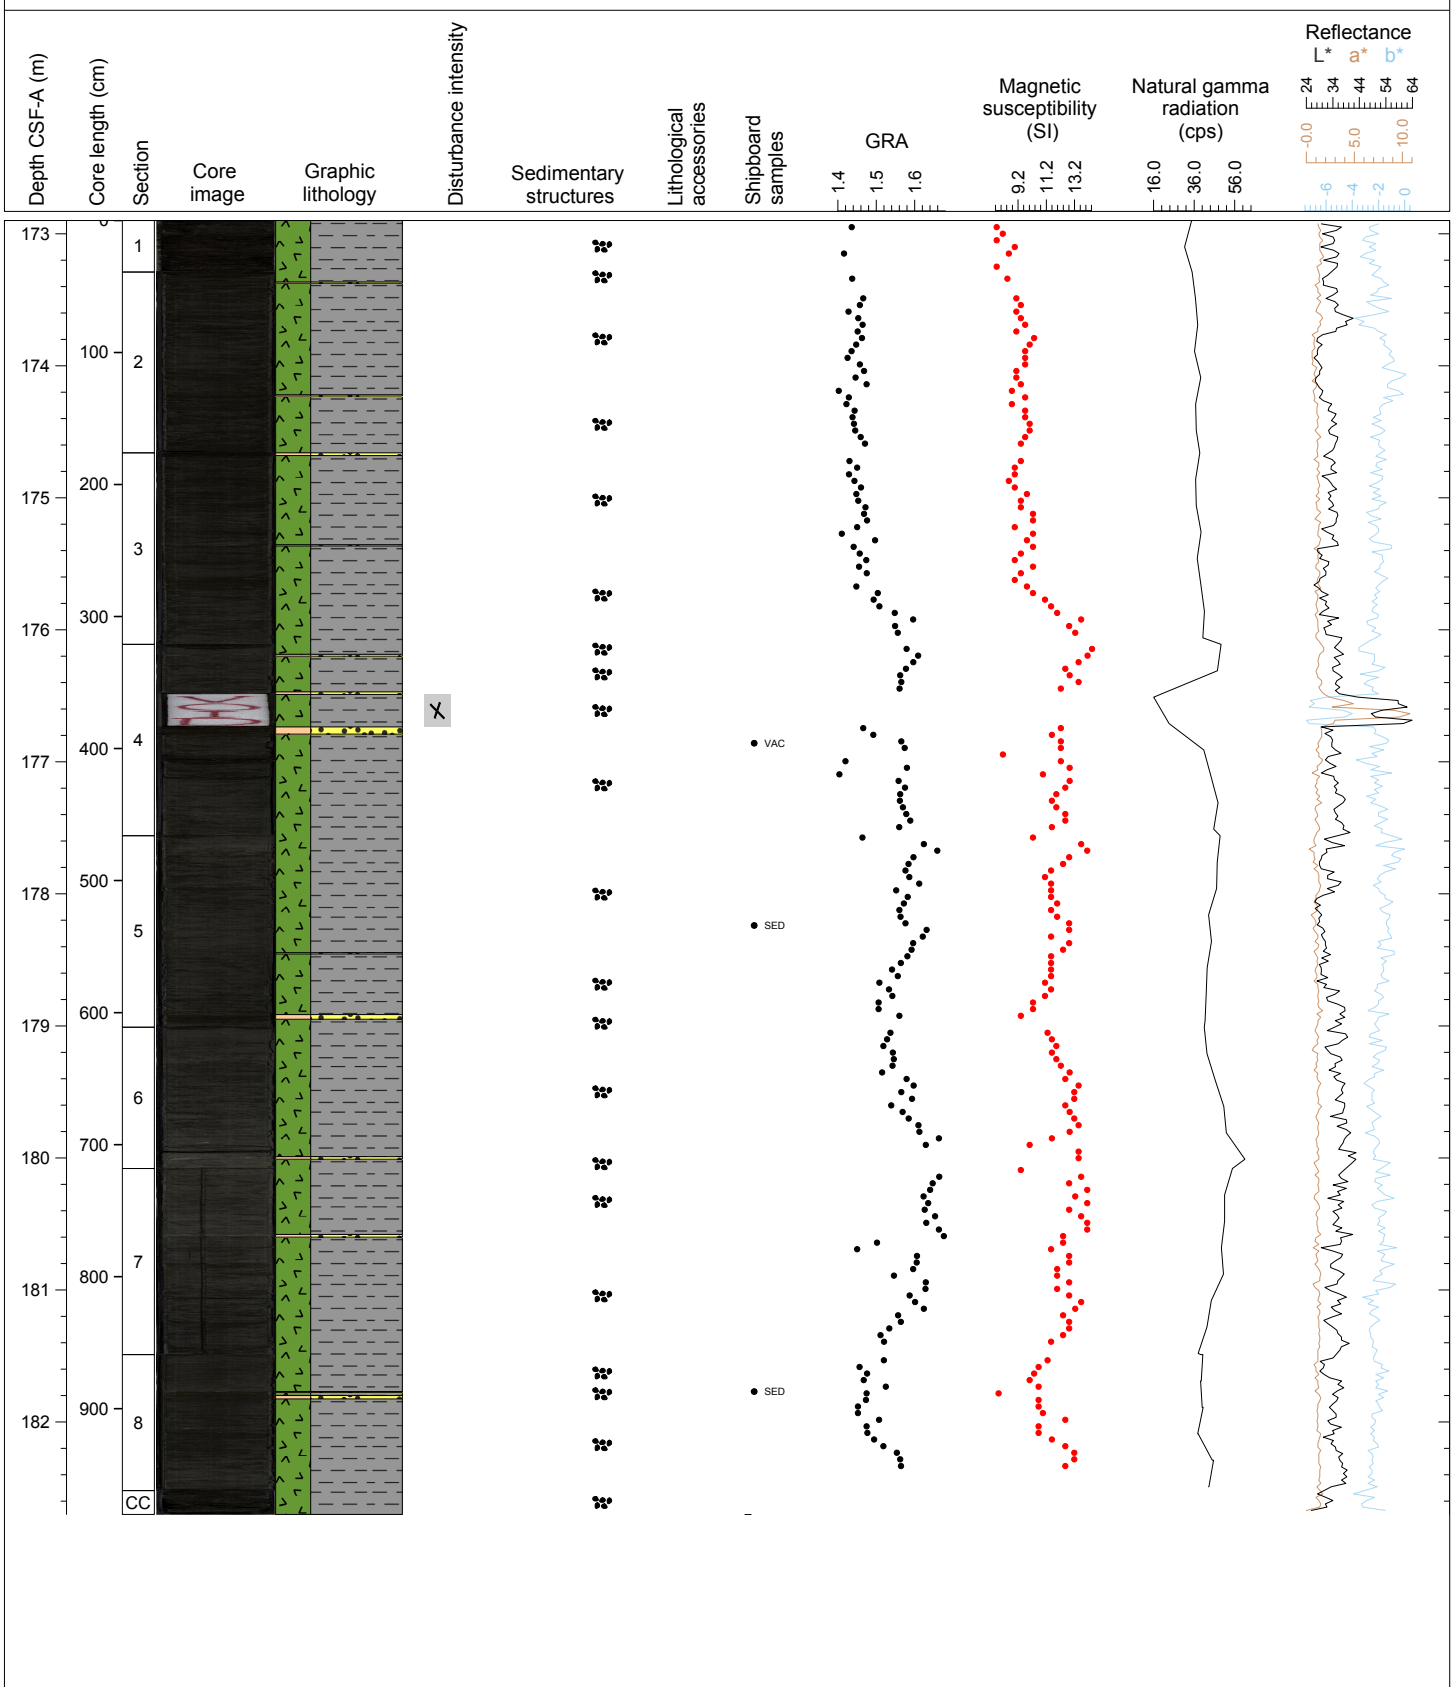 Depth CSF-A (m)
Core length (cm)
Section
Core
image
Graphic
lithology
Disturbance intensity
Sedimentary
structures
Lithological
accessories
Shipboard
samples
GRA
1.4 1.5 1.6
Magnetic
susceptibility
(SI)
9.2 11.2 13.2
Natural gamma
radiation
(cps)
16.0 36.0 56.0
Reflectance
L* a* b*
24 34 44 54 64
-0.0 5.0 10.0
-6 -4 -2 0
0
173
1
100
174
2
200
175
3
300
176
4
400
VAC
177
500
178
5
SED
600
179
6
700
180
7
800
181
SED
900
182
8
CC